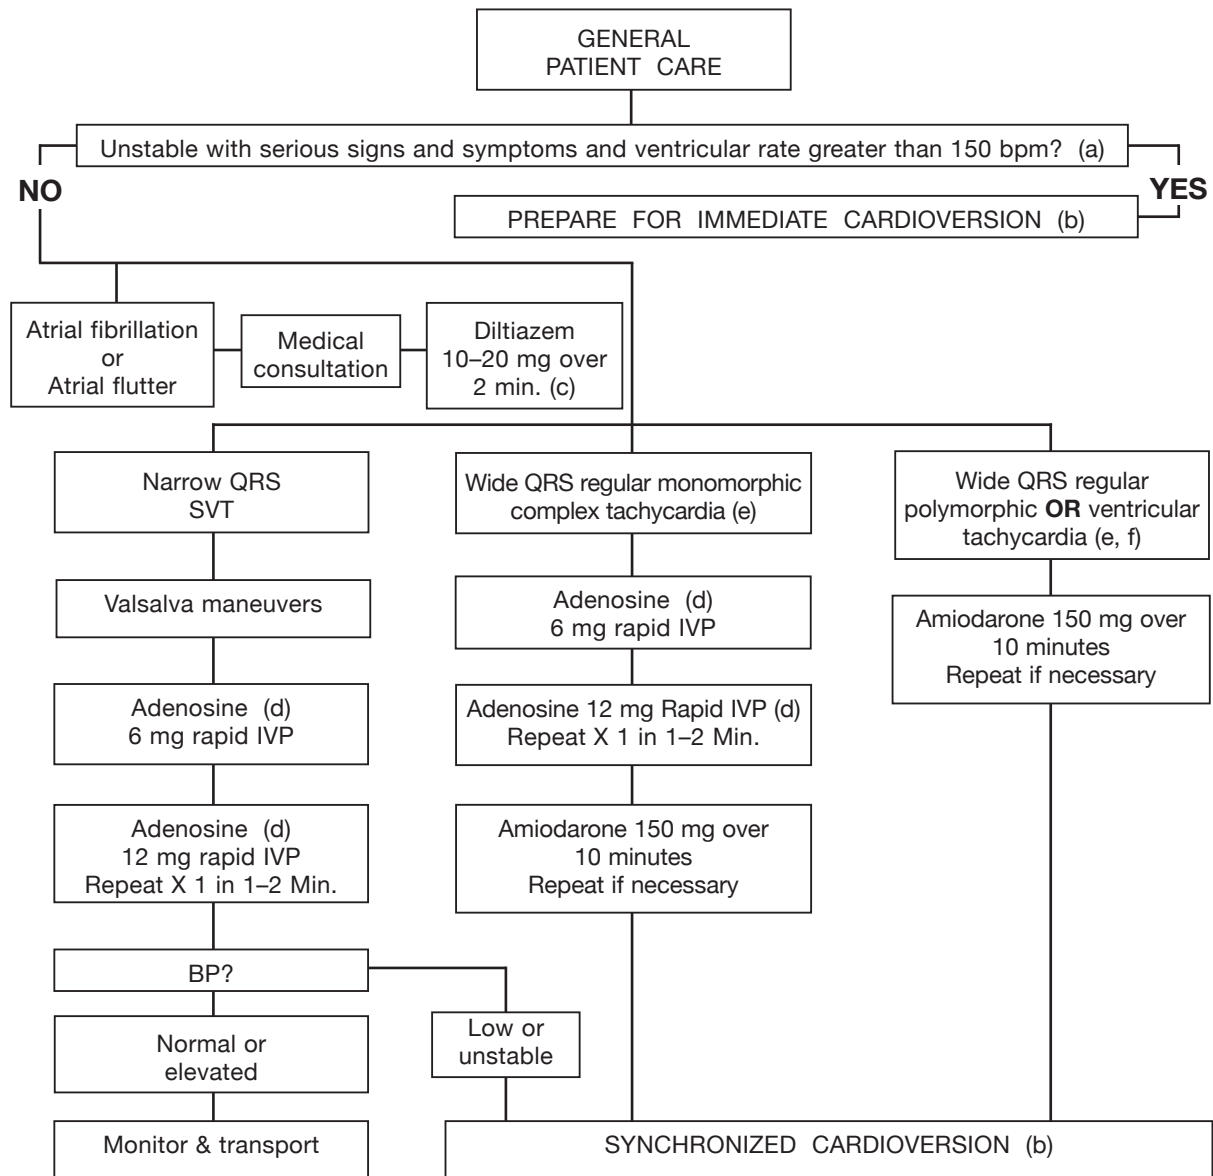 GENERAL
PATIENT CARE
Unstable with serious signs and symptoms and ventricular rate greater than 150 bpm? (a)
NO
YES
PREPARE FOR IMMEDIATE CARDIOVERSION (b)
Atrial fibrillation
or
Atrial flutter
Medical
consultation
Diltiazem
10–20 mg over
2 min. (c)
Narrow QRS
SVT
Valsalva maneuvers
Adenosine (d)
6 mg rapid IVP
Adenosine (d)
12 mg rapid IVP
Repeat X 1 in 1–2 Min.
BP?
Normal or
elevated
Monitor & transport
Low or
unstable
Wide QRS regular monomorphic
complex tachycardia (e)
Adenosine (d)
6 mg rapid IVP
Adenosine 12 mg Rapid IVP (d)
Repeat X 1 in 1–2 Min.
Amiodarone 150 mg over
10 minutes
Repeat if necessary
Wide QRS regular
polymorphic OR ventricular
tachycardia (e, f)
Amiodarone 150 mg over
10 minutes
Repeat if necessary
SYNCHRONIZED CARDIOVERSION (b)